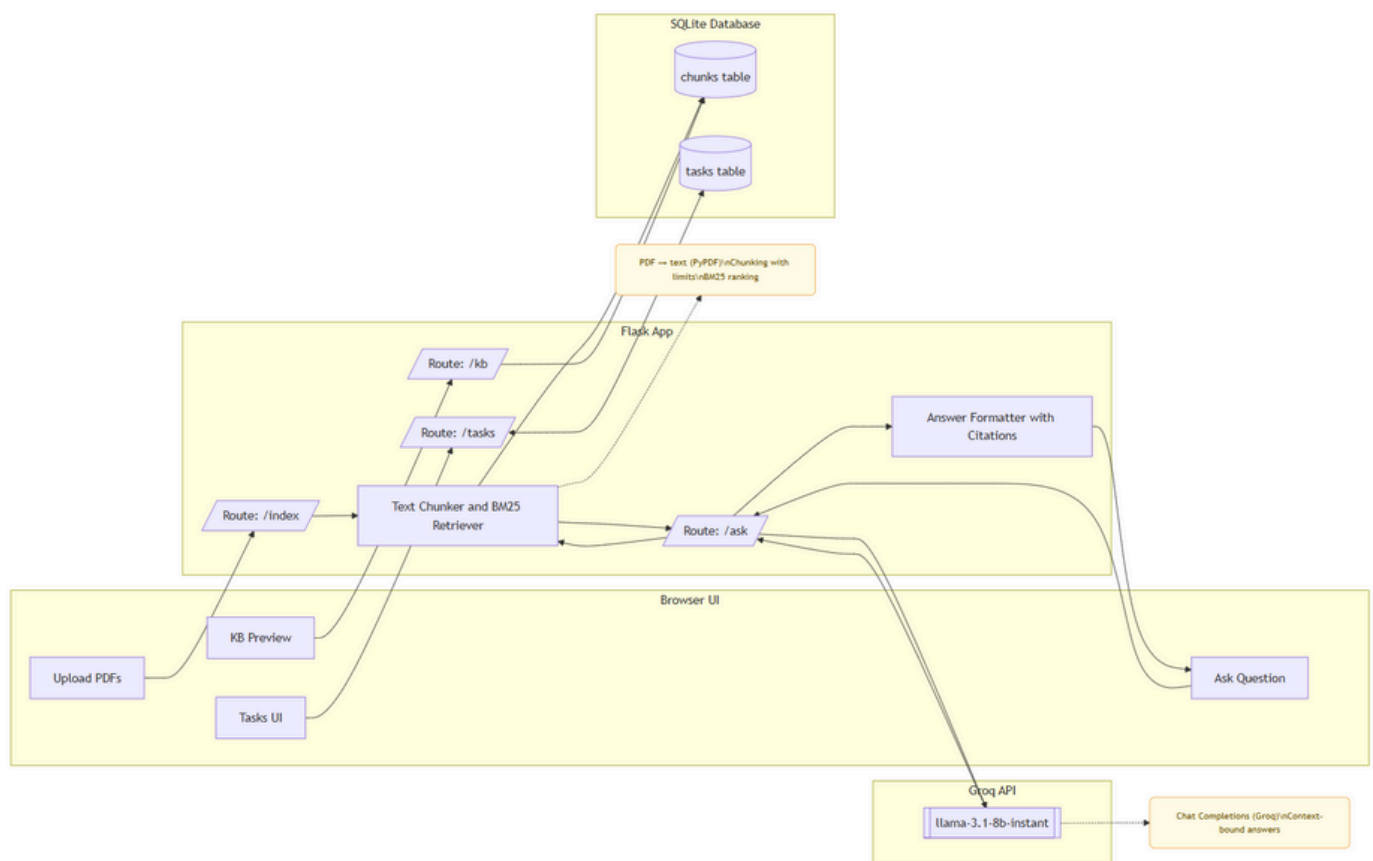 SQLite Database
chunks table
tasks table
PDF → text (PyPDF)\nChunking with
limits\nBM25 ranking
Flask App
Route: /kb
Route: /tasks
Answer Formatter with
Citations
Route: /index
Text Chunker and BM25
Retriever
Route: /ask
Browser UI
KB Preview
Upload PDFs
Ask Question
Tasks UI
Groq API
llama-3.1-8b-instant
Chat Completions (Groq)\nContext-
bound answers